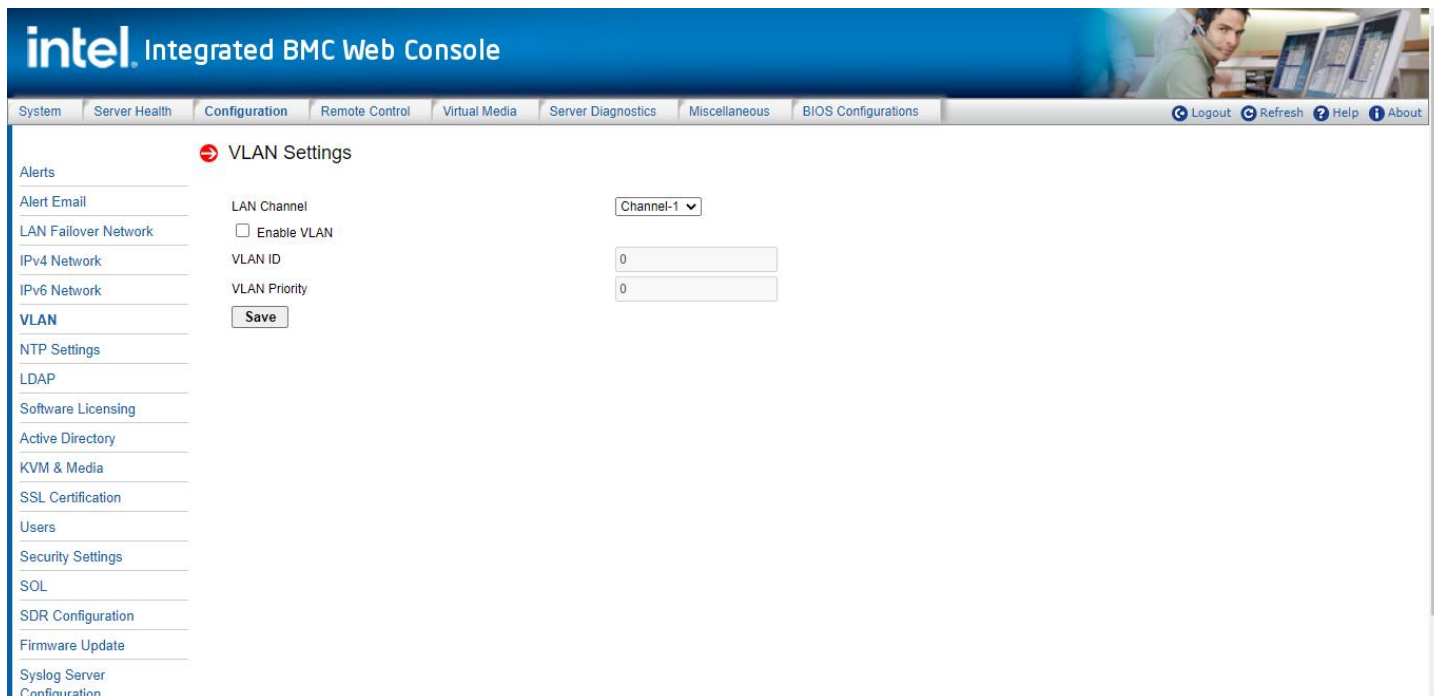 intel. Integrated BMC Web Console
System Server Health Configuration Remote Control Virtual Media Server Diagnostics Miscellaneous BIOS Configurations Logout Refresh Help About
VLAN Settings
Alerts
Alert Email
LAN Failover Network
IPv4 Network
IPv6 Network
VLAN
NTP Settings
LDAP
Software Licensing
Active Directory
KVM & Media
SSL Certification
Users
Security Settings
SOL
SDR Configuration
Firmware Update
Syslog Server
Configuration
LAN Channel Channel-1
Enable VLAN
VLAN ID 0
VLAN Priority 0
Save